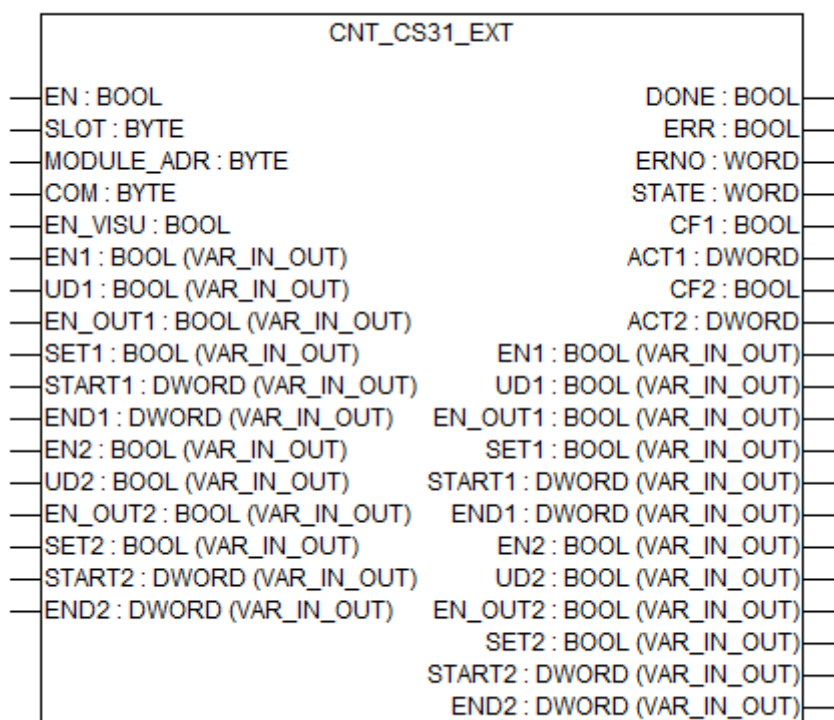 CNT_CS31_EXT
EN : BOOL DONE : BOOL
SLOT : BYTE ERR : BOOL
MODULE_ADR : BYTE ERNO : WORD
COM : BYTE STATE : WORD
EN_VISU : BOOL CF1 : BOOL
EN1 : BOOL (VAR_IN_OUT) ACT1 : DWORD
UD1 : BOOL (VAR_IN_OUT) CF2 : BOOL
EN_OUT1 : BOOL (VAR_IN_OUT) ACT2 : DWORD
SET1 : BOOL (VAR_IN_OUT) EN1 : BOOL (VAR_IN_OUT)
START1 : DWORD (VAR_IN_OUT) UD1 : BOOL (VAR_IN_OUT)
END1 : DWORD (VAR_IN_OUT) EN_OUT1 : BOOL (VAR_IN_OUT)
EN2 : BOOL (VAR_IN_OUT) SET1 : BOOL (VAR_IN_OUT)
UD2 : BOOL (VAR_IN_OUT) START1 : DWORD (VAR_IN_OUT)
EN_OUT2 : BOOL (VAR_IN_OUT) END1 : DWORD (VAR_IN_OUT)
SET2 : BOOL (VAR_IN_OUT) EN2 : BOOL (VAR_IN_OUT)
START2 : DWORD (VAR_IN_OUT) UD2 : BOOL (VAR_IN_OUT)
END2 : DWORD (VAR_IN_OUT) EN_OUT2 : BOOL (VAR_IN_OUT)
SET2 : BOOL (VAR_IN_OUT)
START2 : DWORD (VAR_IN_OUT)
END2 : DWORD (VAR_IN_OUT)